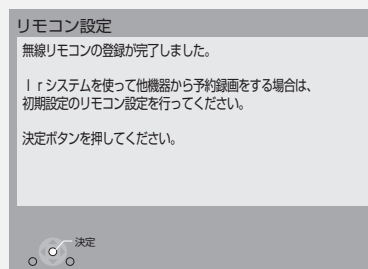 リモコン設定
無線リモコンの登録が完了しました。
Ｉｒシステムを使って他機器から予約録画をする場合は、
初期設定のリモコン設定を行ってください。
決定ボタンを押してください。
決定